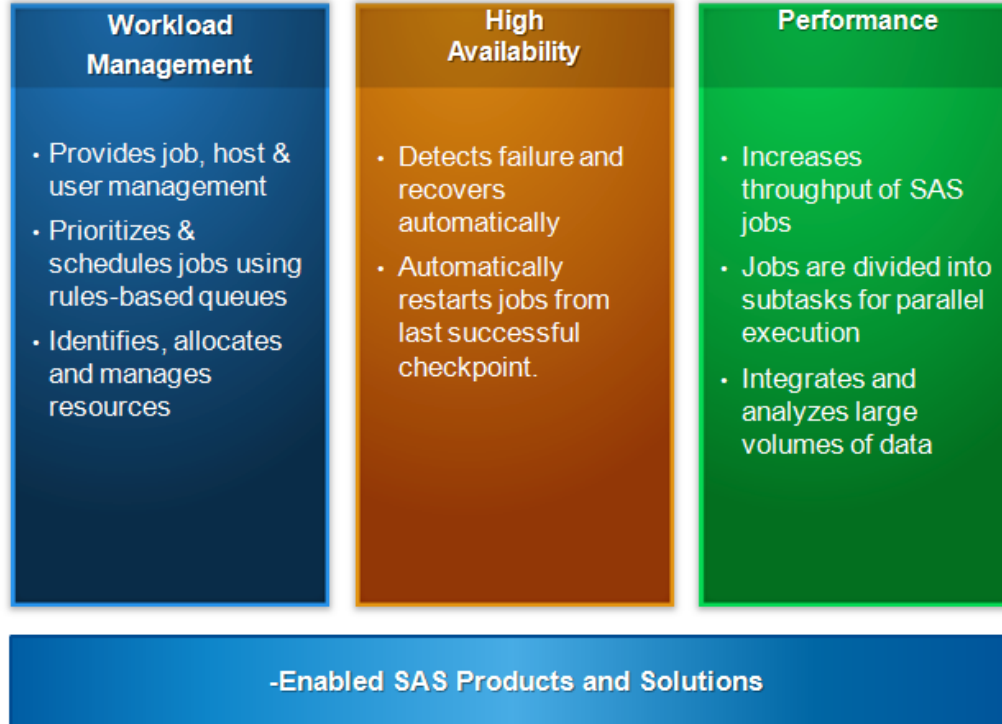 Workload
Management
• Provides job, host &
user management
• Prioritizes &
schedules jobs using
rules-based queues
• Identifies, allocates
and manages
resources
High
Availability
• Detects failure and
recovers
automatically
• Automatically
restarts jobs from
last successful
checkpoint.
Performance
• Increases
throughput of SAS
jobs
• Jobs are divided into
subtasks for parallel
execution
• Integrates and
analyzes large
volumes of data
-Enabled SAS Products and Solutions